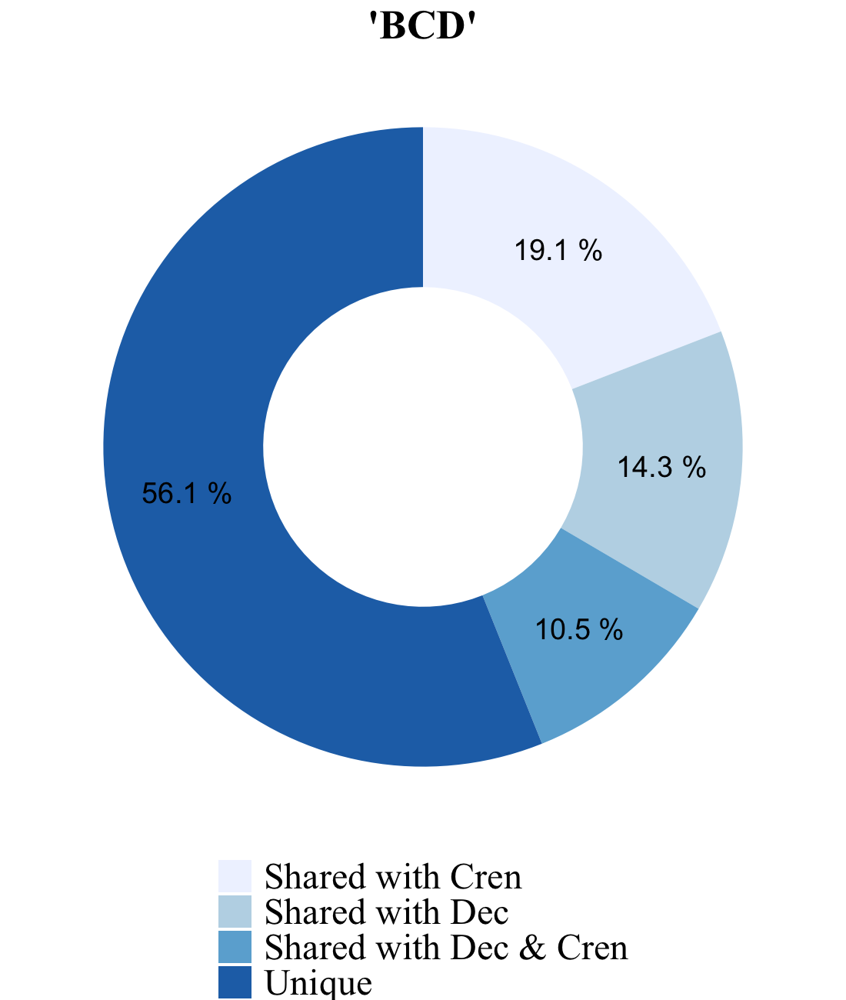 'BCD'
19.1 %
14.3 %
56.1 %
10.5 %
Shared with Cren
Shared with Dec
Shared with Dec & Cren
Unique